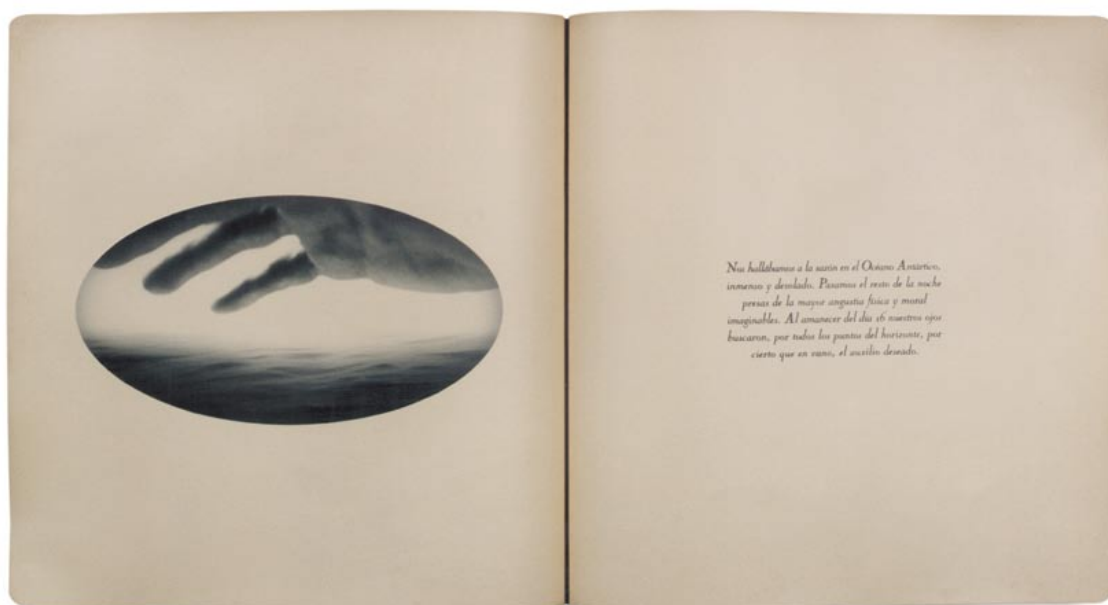 Nos hallábamos a la sazón en el Océano Antártico,
inmenso y desolado. Pasamos el resto de la noche
presas de la mayor angustia física y moral
imaginables. Al amanecer del día 16 nuestros ojos
buscaron, por todos los puntos del horizonte, por
cierto que en vano, el auxilio deseado.